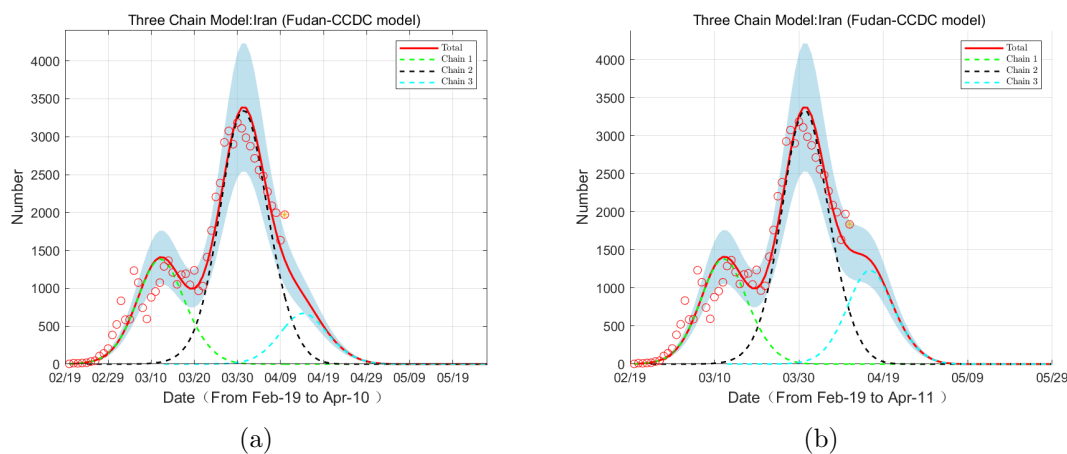 Three Chain Model:Iran (Fudan-CCDC model)
Total
Chain 1
Chain 2
Chain 3
4000
3500
3000
2500
2000
1500
1000
500
0
Number
02/19 02/29 03/10 03/20 03/30 04/09 04/19 04/29 05/09 05/19
Date（From Feb-19 to Apr-10 ）
(a)
Three Chain Model:Iran (Fudan-CCDC model)
Total
Chain 1
Chain 2
Chain 3
4000
3500
3000
2500
2000
1500
1000
500
0
Number
02/19 03/10 03/30 04/19 05/09 05/29
Date（From Feb-19 to Apr-11 ）
(b)